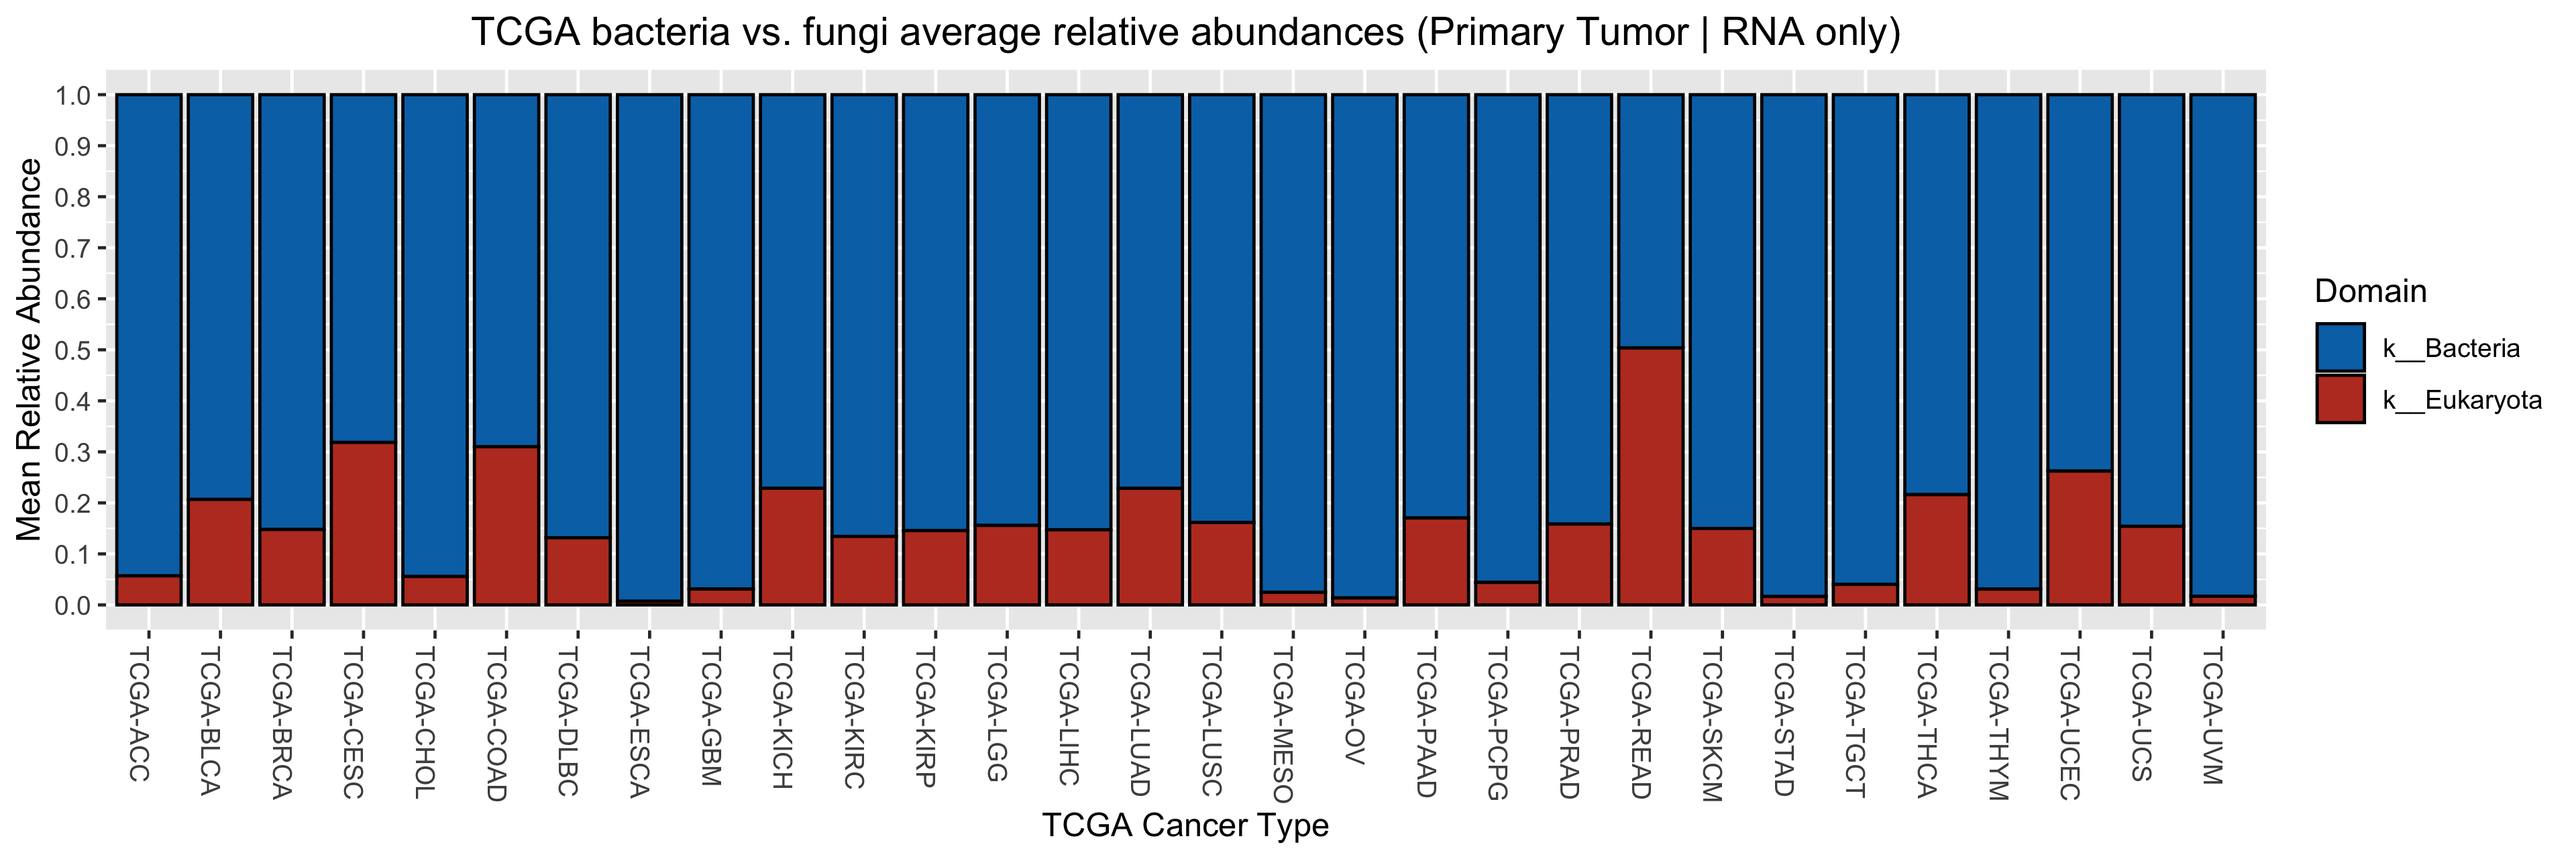 TCGA bacteria vs. fungi average relative abundances (Primary Tumor | RNA only)
Mean Relative Abundance
1.0
0.9
0.8
0.7
0.6
0.5
0.4
0.3
0.2
0.1
0.0
TCGA-ACC
TCGA-BLCA
TCGA-BRCA
TCGA-CESC
TCGA-CHOL
TCGA-COAD
TCGA-DLBC
TCGA-ESCA
TCGA-GBM
TCGA-KICH
TCGA-KIRC
TCGA-KIRP
TCGA-LGG
TCGA-LIHC
TCGA-LUAD
TCGA-LUSC
TCGA-MESO
TCGA-OV
TCGA-PAAD
TCGA-PCPG
TCGA-PRAD
TCGA-READ
TCGA-SKCM
TCGA-STAD
TCGA-TGCT
TCGA-THCA
TCGA-THYM
TCGA-UCEC
TCGA-UCS
TCGA-UVM
TCGA Cancer Type
Domain
k__Bacteria
k__Eukaryota